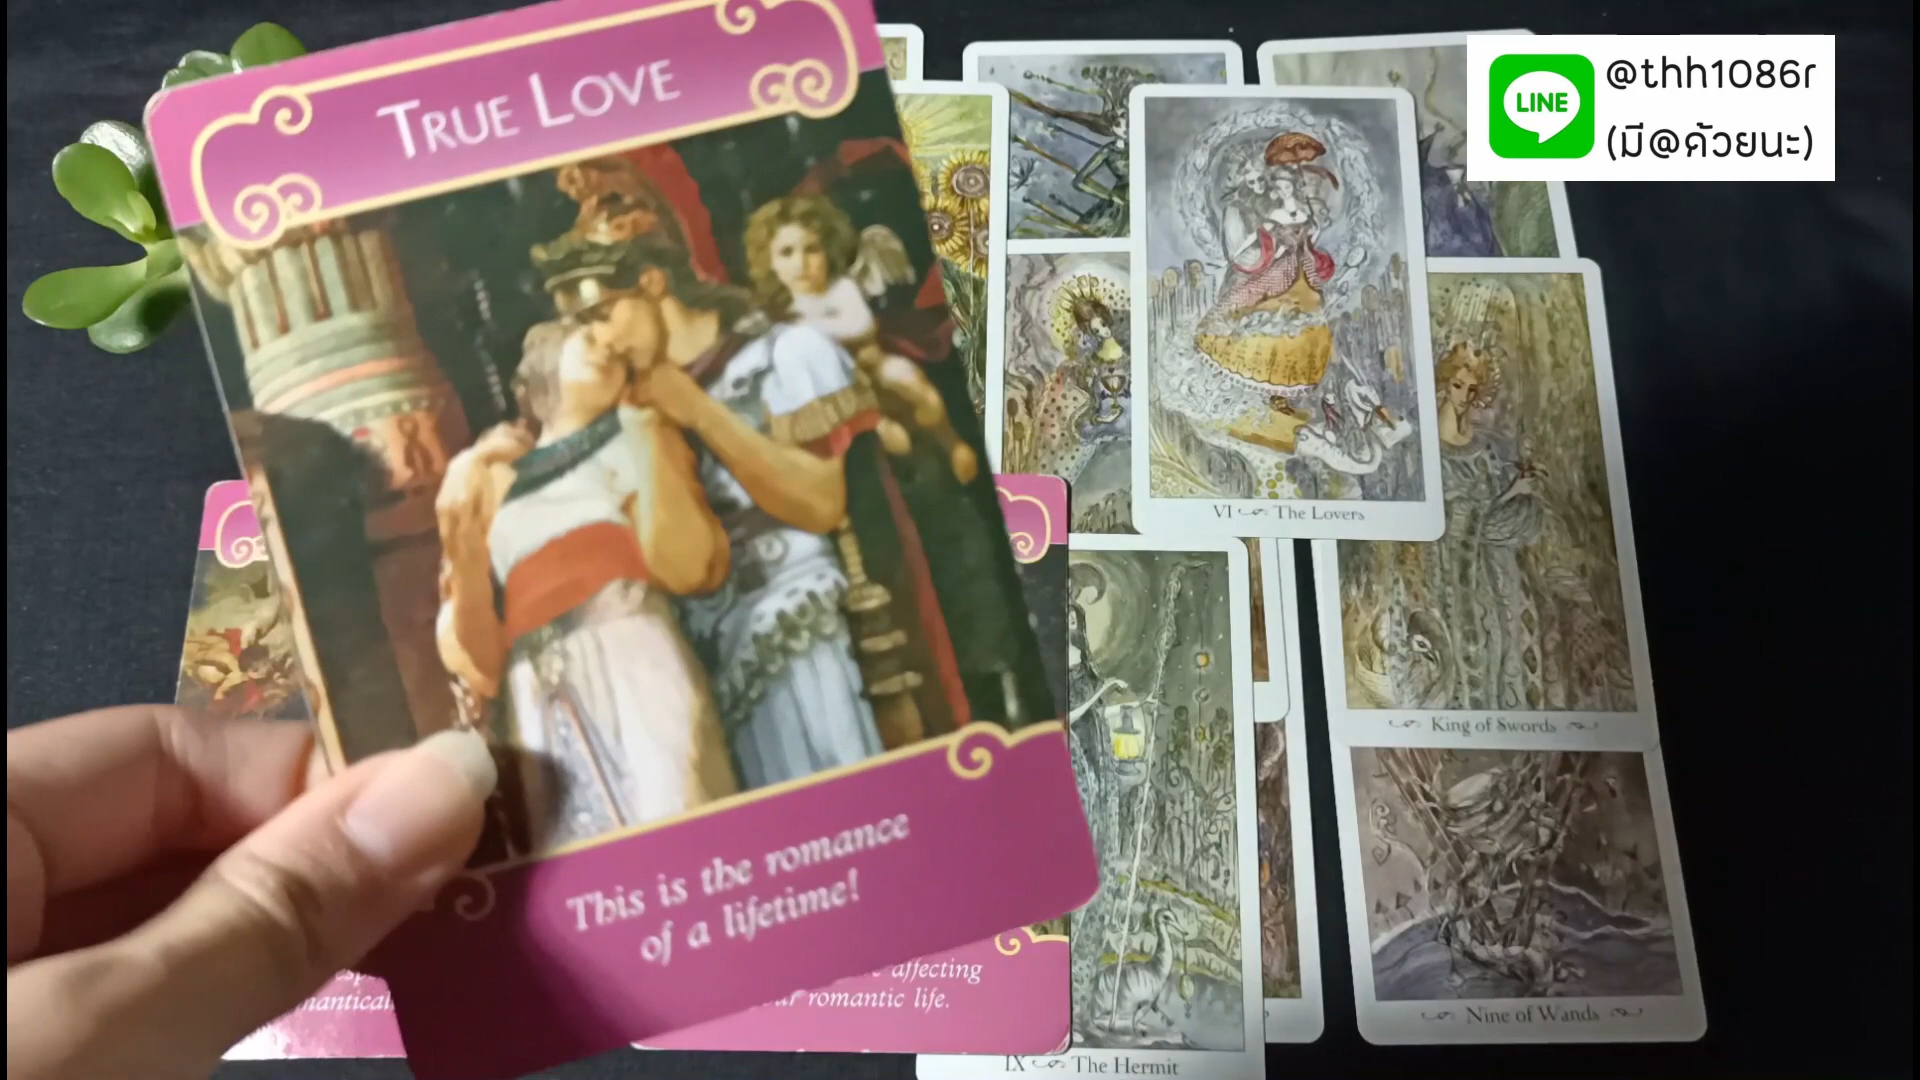 TRUE LOVE
This is the romance
of a lifetime!
LINE
@thh1086r
(มี@ด้วยนะ)
VI The Lovers
King of Swords
Nine of Wands
IX The Hermit
affecting
romantic life.